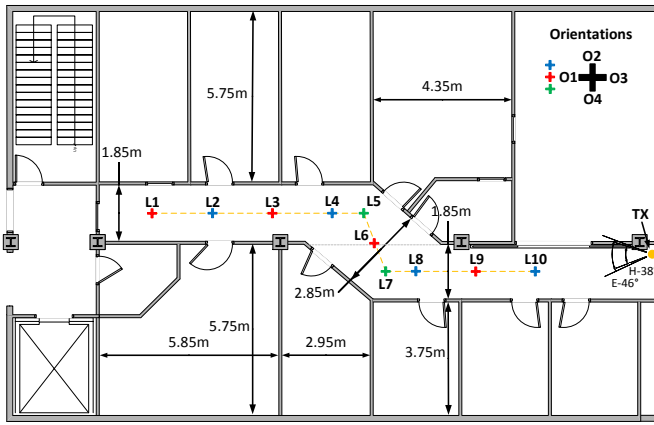 Orientations
O2
O1
O3
O4
5.75m
4.35m
1.85m
L1
L2
L3
L4
L5
1.85m
TX
L6
H-38
E-46°
L7
L8
L9
L10
2.85m
5.75m
5.85m
2.95m
3.75m